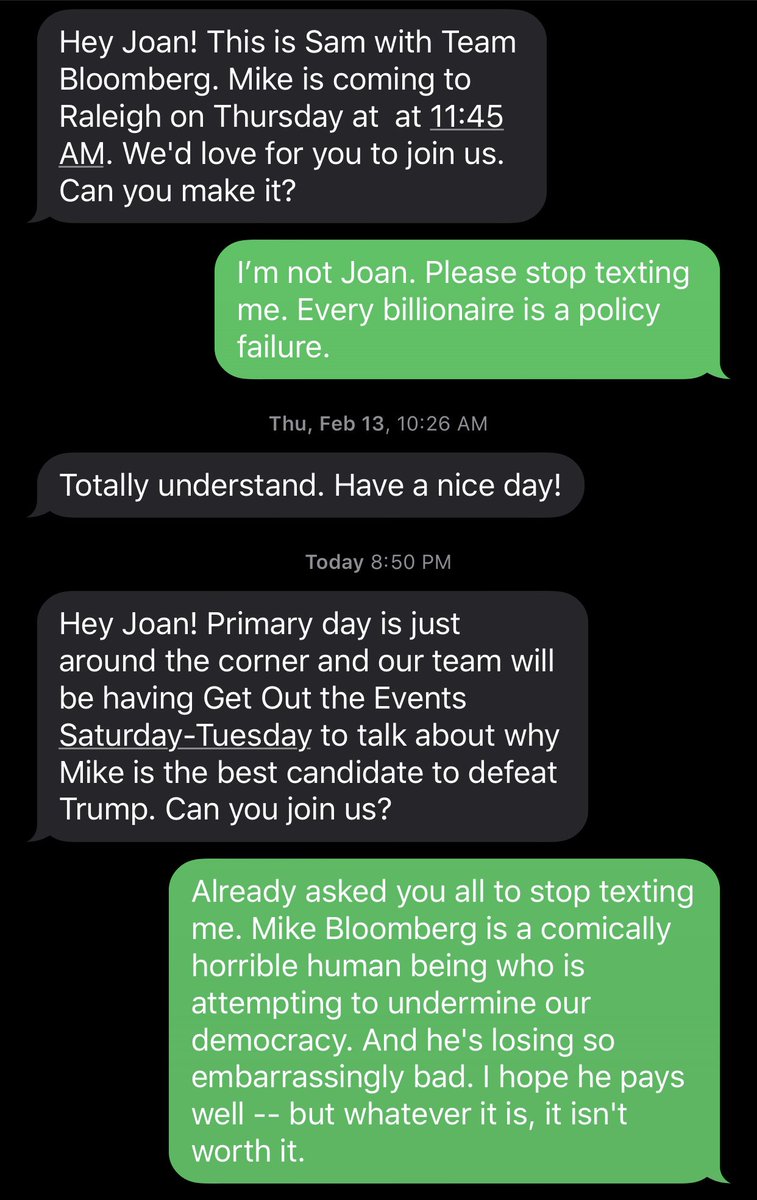 Hey Joan! This is Sam with Team
Bloomberg. Mike is coming to
Raleigh on Thursday at  at 11:45
AM. We'd love for you to join us.
Can you make it?
I’m not Joan. Please stop texting
me. Every billionaire is a policy
failure.
Thu, Feb 13, 10:26 AM
Totally understand. Have a nice day!
Today 8:50 PM
Hey Joan! Primary day is just
around the corner and our team will
be having Get Out the Events
Saturday-Tuesday to talk about why
Mike is the best candidate to defeat
Trump. Can you join us?
Already asked you all to stop texting
me. Mike Bloomberg is a comically
horrible human being who is
attempting to undermine our
democracy. And he's losing so
embarrassingly bad. I hope he pays
well -- but whatever it is, it isn't
worth it.